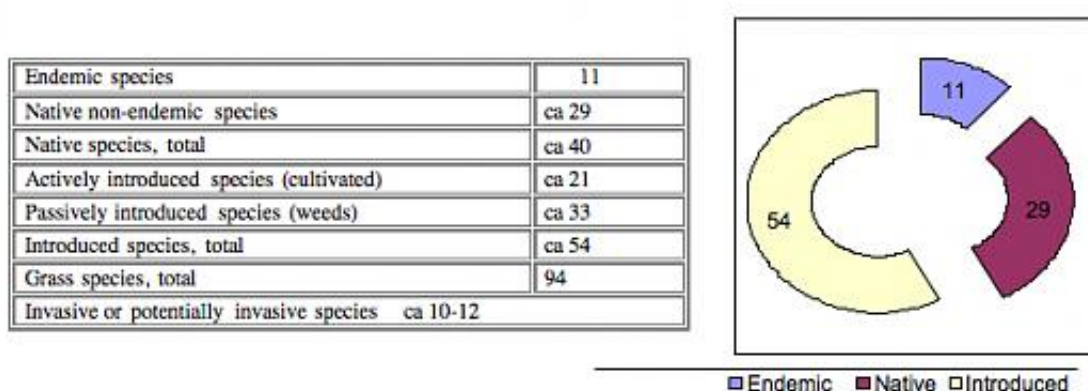 Endemic species 11
Native non-endemic species ca 29
Native species, total ca 40
Actively introduced species (cultivated) ca 21
Passively introduced species (weeds) ca 33
Introduced species, total ca 54
Grass species, total 94
Invasive or potentially invasive species ca 10-12
11
29
54
Endemic Native Introduced